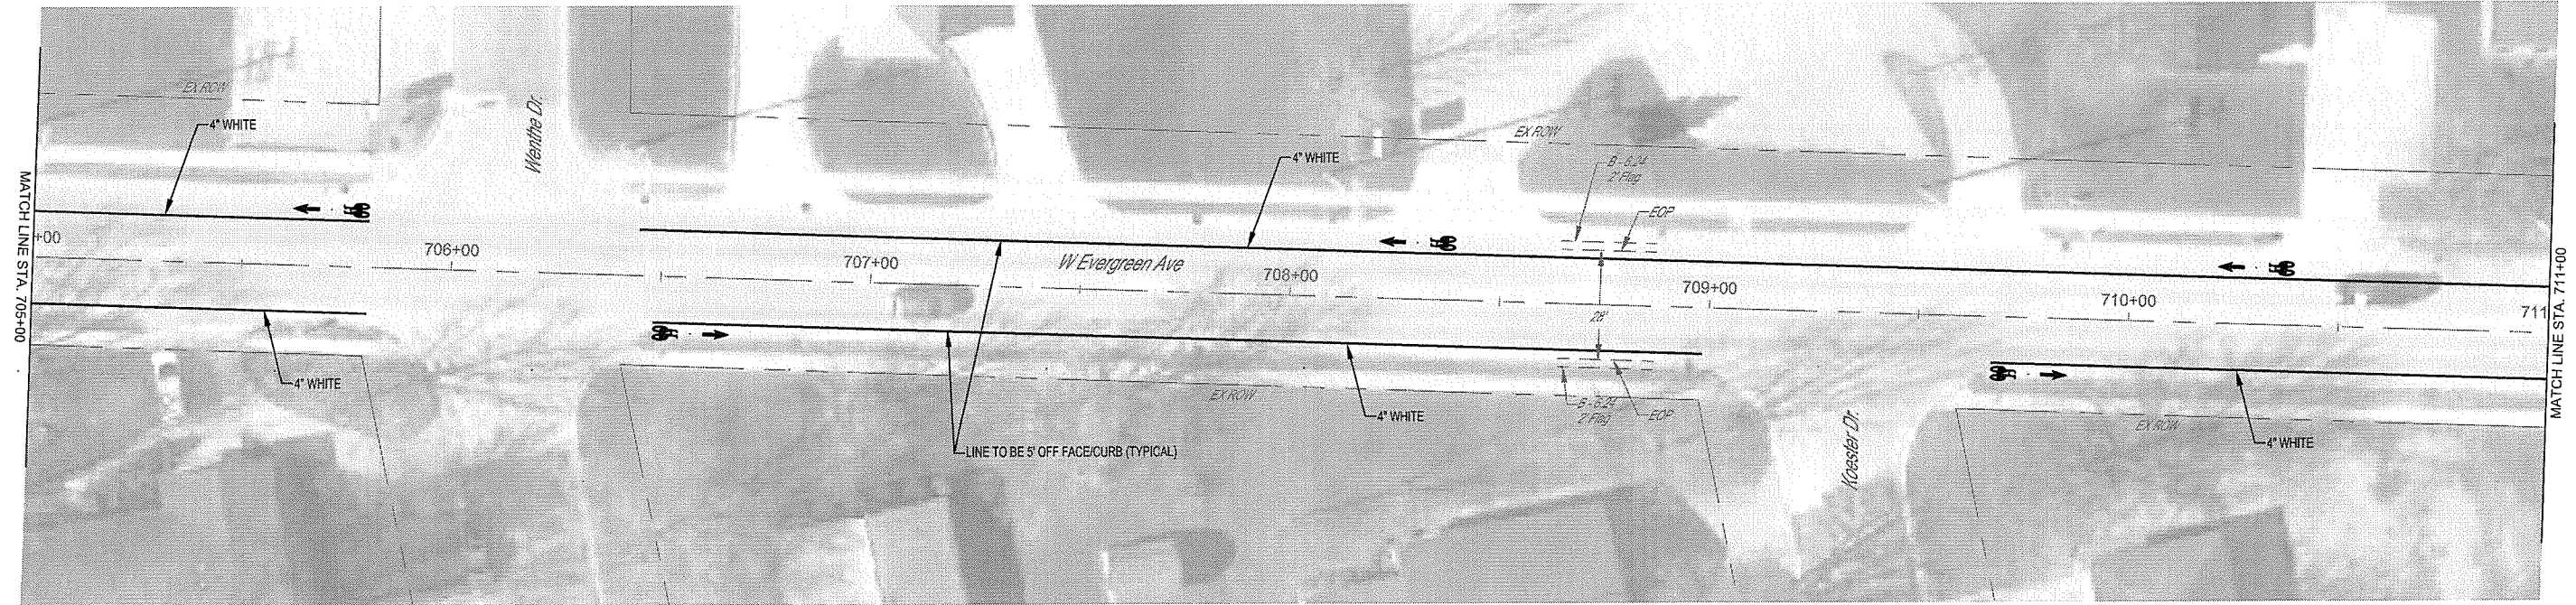 EX ROW
4" WHITE
Wenthe Dr.
MATCH LINE STA. 705+00
+00
706+00
707+00
W Evergreen Ave
4" WHITE
708+00
EX ROW
B - 6.24
2' Flag
EOP
28'
709+00
710+00
711
MATCH LINE STA. 711+00
4" WHITE
LINE TO BE 5' OFF FACE/CURB (TYPICAL)
EX ROW
4" WHITE
B - 6.24
2' Flag
EOP
Koester Dr.
EX ROW
4" WHITE